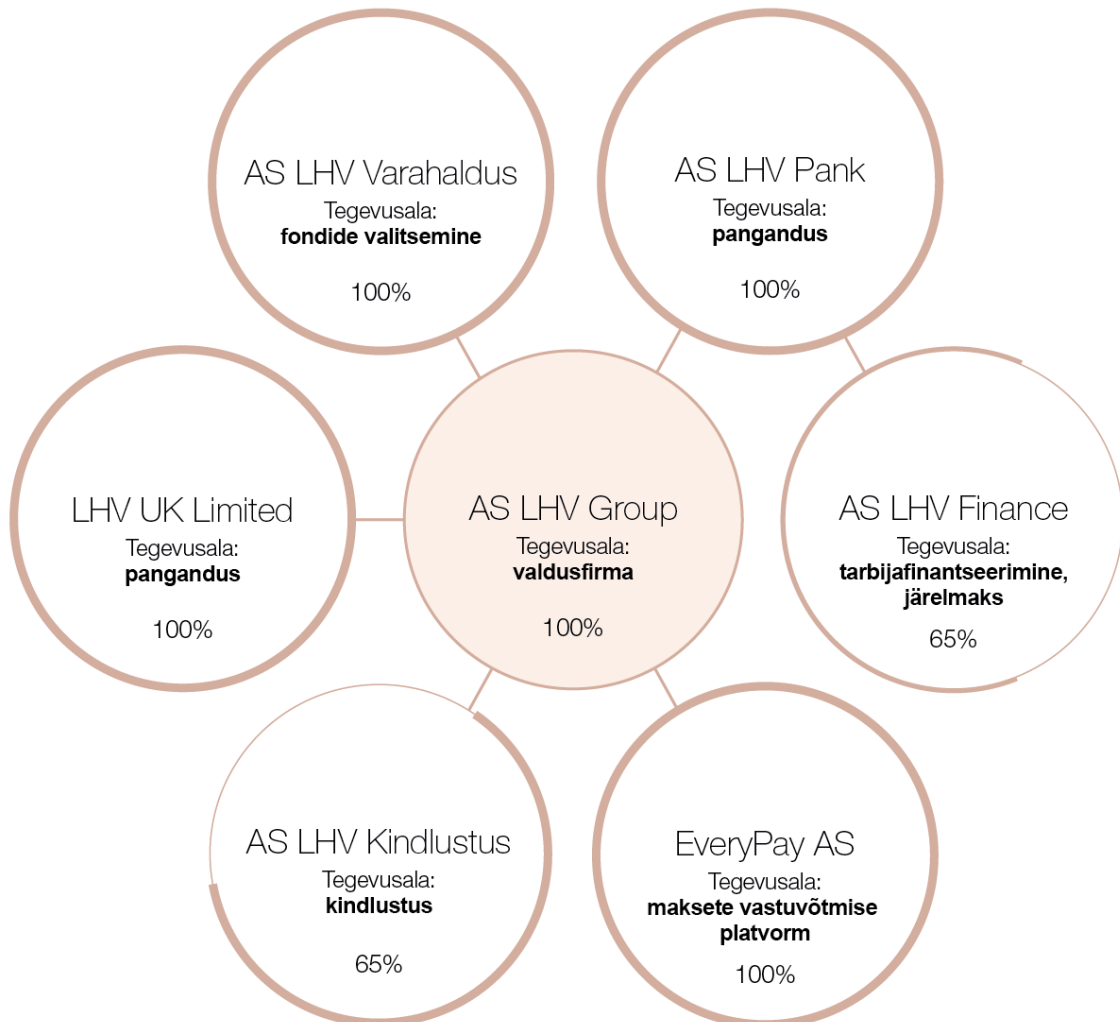 AS LHV Varahaldus
Tegevusala:
fondide valitsemine
100%
AS LHV Pank
Tegevusala:
pangandus
100%
LHV UK Limited
Tegevusala:
pangandus
100%
AS LHV Group
Tegevusala:
valdusfirma
100%
AS LHV Finance
Tegevusala:
tarbijafinantseerimine,
järelmaks
65%
AS LHV Kindlustus
Tegevusala:
kindlustus
65%
EveryPay AS
Tegevusala:
maksete vastuvõtmise
platvorm
100%